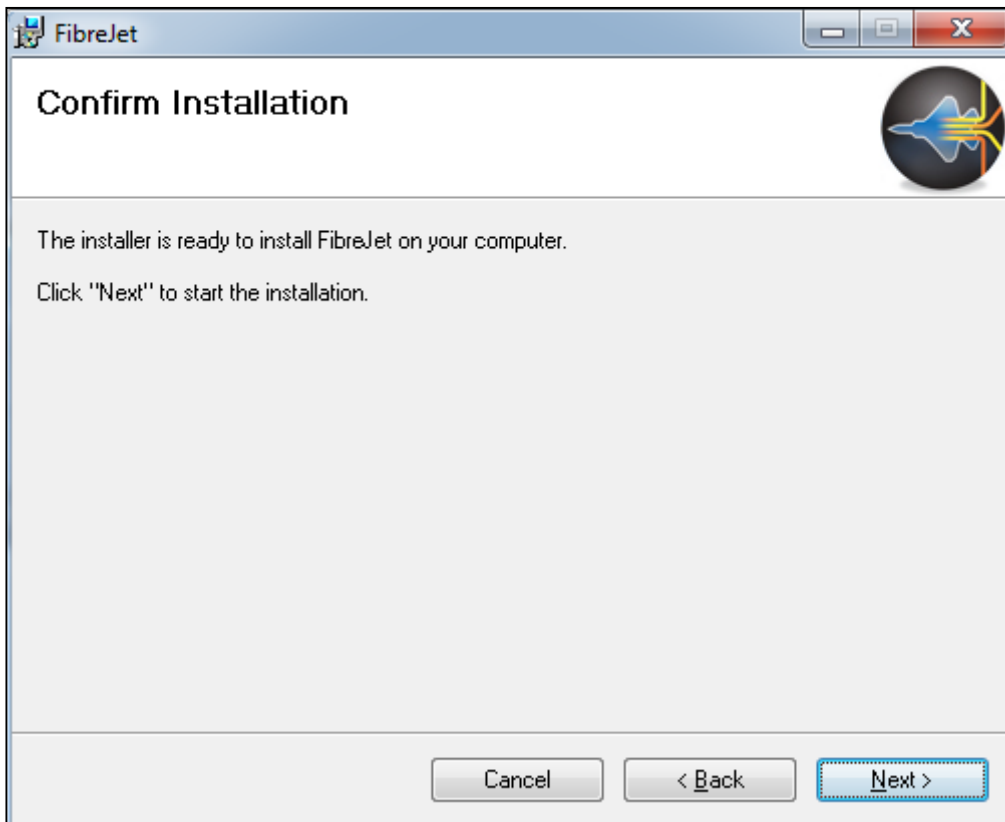 FibreJet
Confirm Installation
The installer is ready to install FibreJet on your computer.
Click "Next" to start the installation.
Cancel
< Back
Next >